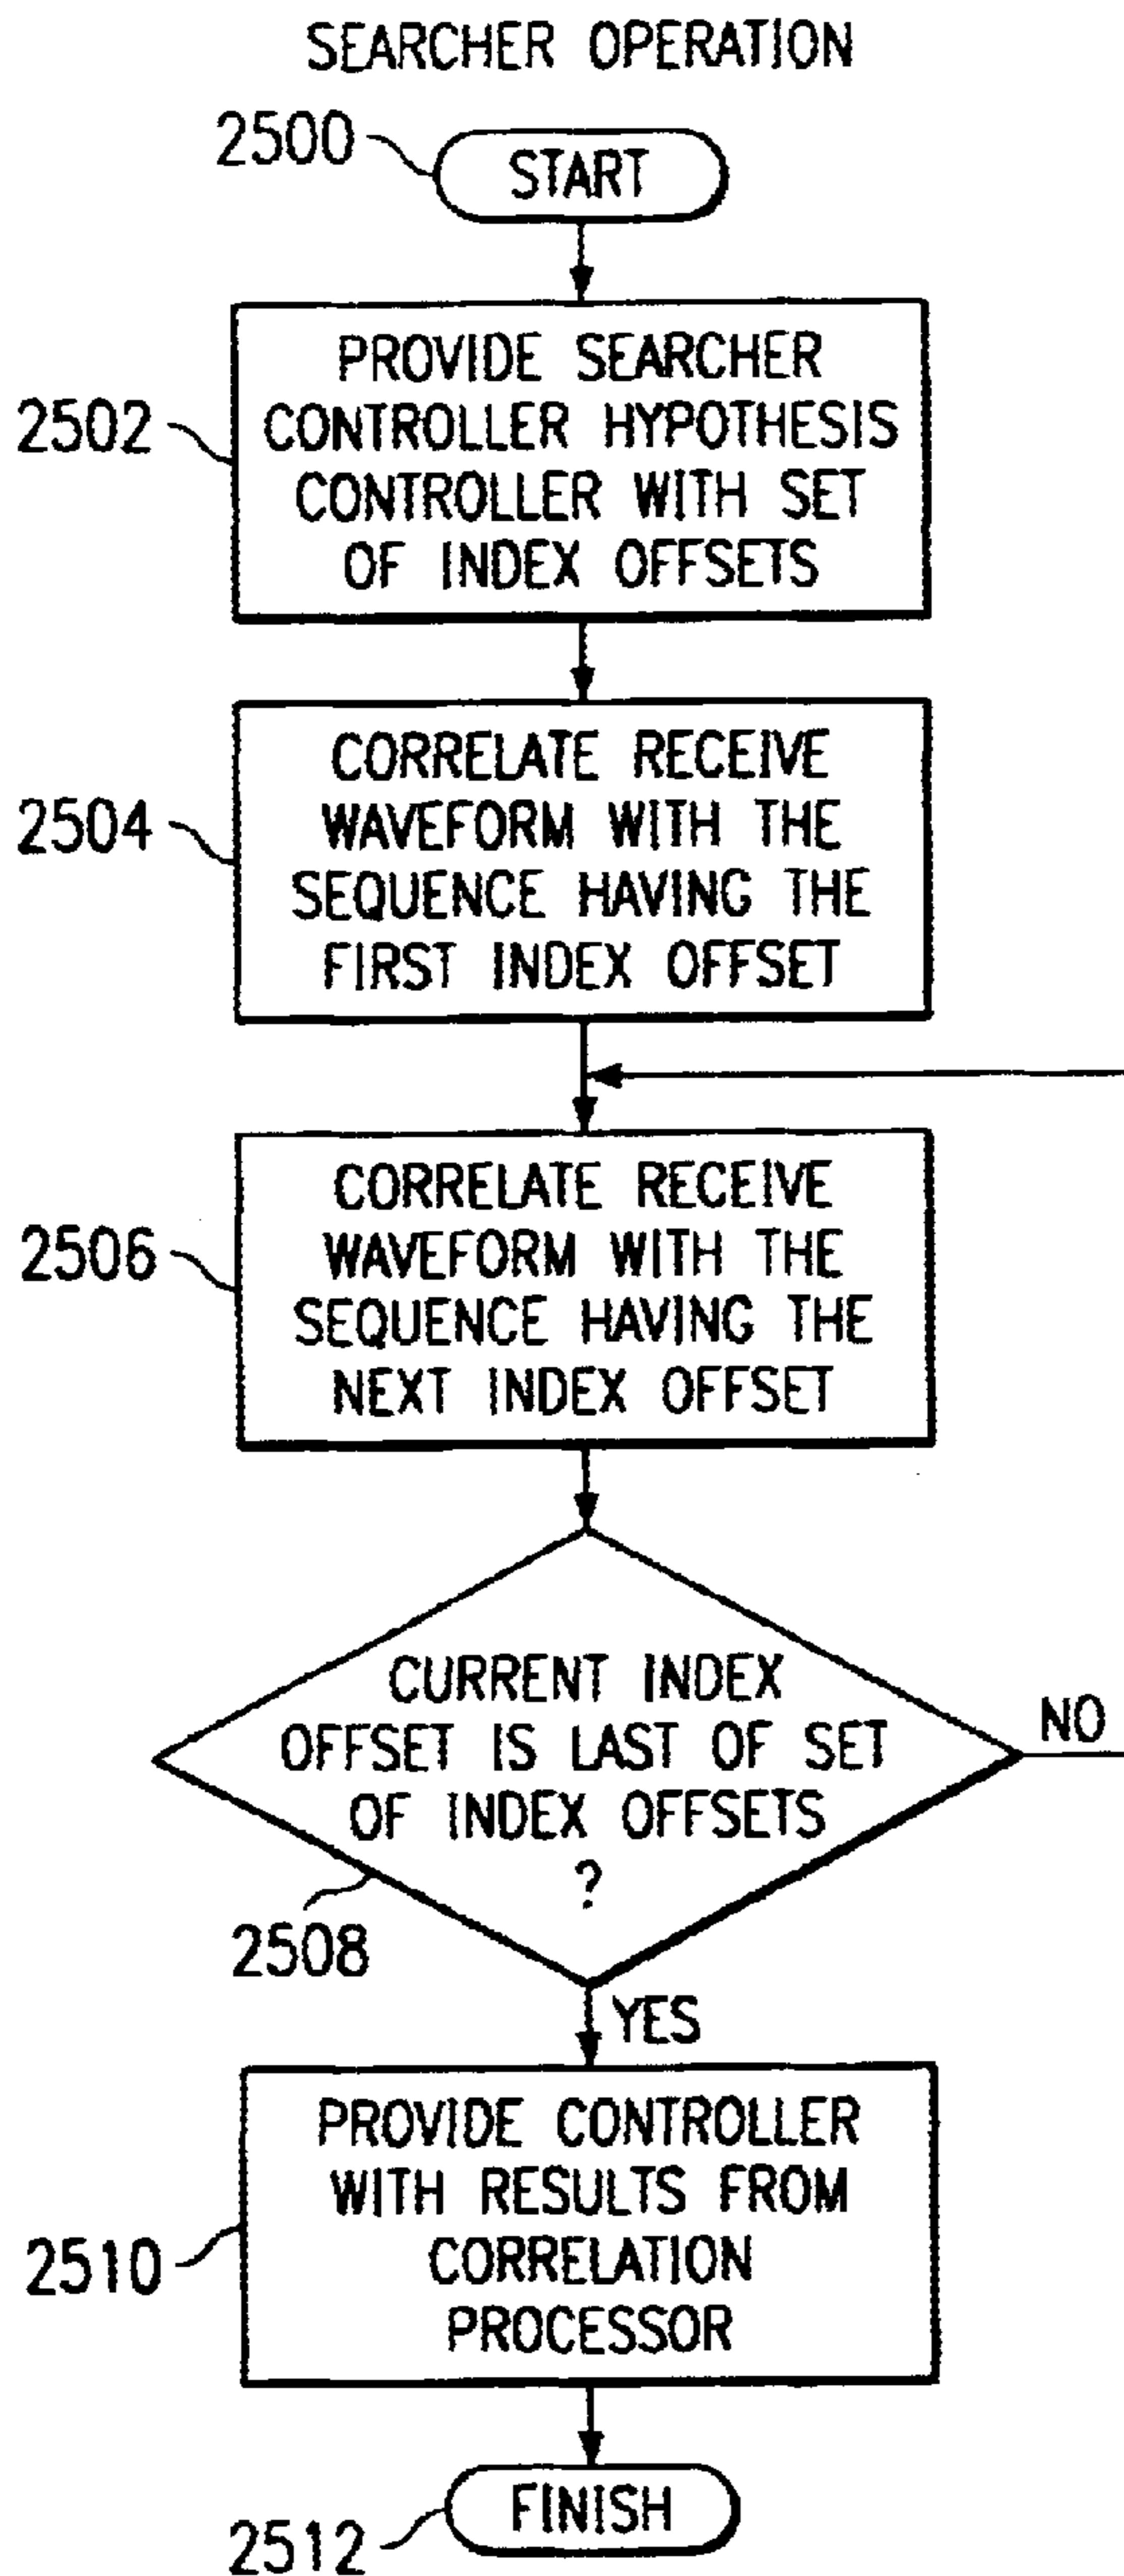 SEARCHER OPERATION
2500
START
2502
PROVIDE SEARCHER
CONTROLLER HYPOTHESIS
CONTROLLER WITH SET
OF INDEX OFFSETS
2504
CORRELATE RECEIVE
WAVEFORM WITH THE
SEQUENCE HAVING THE
FIRST INDEX OFFSET
2506
CORRELATE RECEIVE
WAVEFORM WITH THE
SEQUENCE HAVING THE
NEXT INDEX OFFSET
CURRENT INDEX
OFFSET IS LAST OF SET
OF INDEX OFFSETS
?
NO
2508
YES
2510
PROVIDE CONTROLLER
WITH RESULTS FROM
CORRELATION
PROCESSOR
FINISH
2512